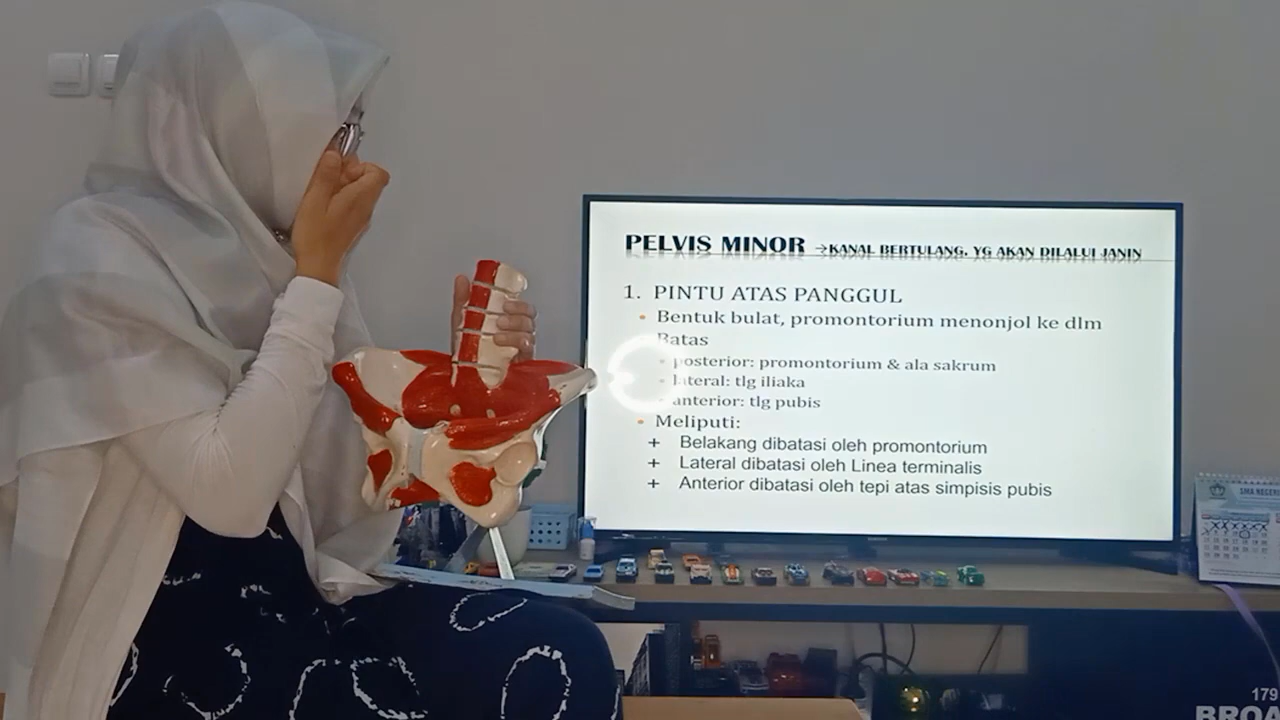 PELVIS MINOR →KANAL BERTULANG, YG AKAN DILALUI JANIN
1. PINTU ATAS PANGGUL
• Bentuk bulat, promontorium menonjol ke dlm
Batas
• posterior: promontorium & ala sakrum
• lateral: tlg iliaka
• anterior: tlg pubis
• Meliputi:
+ Belakang dibatasi oleh promontorium
+ Lateral dibatasi oleh Linea terminalis
+ Anterior dibatasi oleh tepi atas simpisis pubis
SMA NEGERI
179
BROA